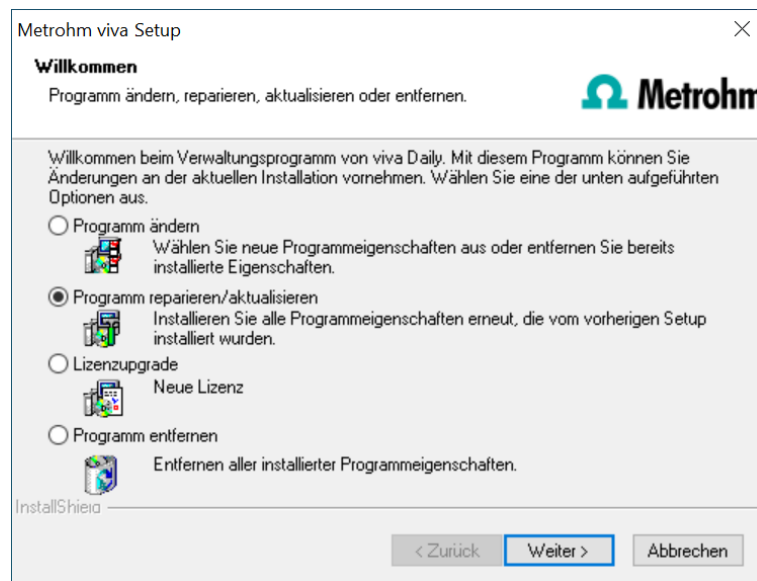 Metrohm viva Setup
Willkommen
Programm ändern, reparieren, aktualisieren oder entfernen.
Metrohm
Willkommen beim Verwaltungsprogramm von viva Daily. Mit diesem Programm können Sie
Änderungen an der aktuellen Installation vornehmen. Wählen Sie eine der unten aufgeführten
Optionen aus.
Programm ändern
Wählen Sie neue Programmeigenschaften aus oder entfernen Sie bereits
installierte Eigenschaften.
Programm reparieren/aktualisieren
Installieren Sie alle Programmeigenschaften erneut, die vom vorherigen Setup
installiert wurden.
Lizenzupgrade
Neue Lizenz
Programm entfernen
Entfernen aller installierter Programmeigenschaften.
InstallShield
< Zurück Weiter > Abbrechen